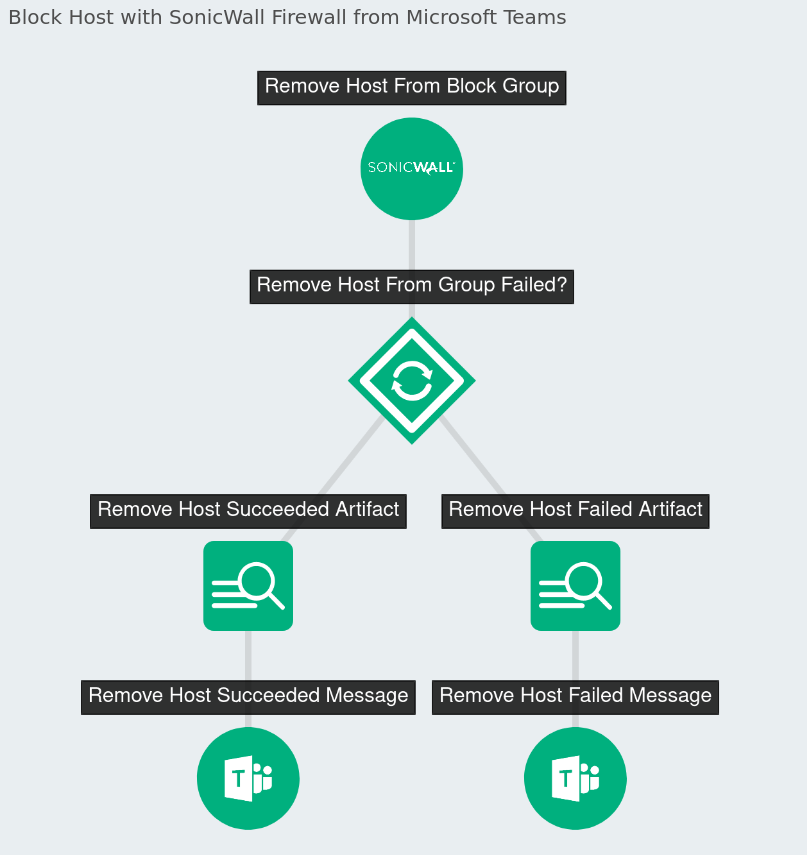 Block Host with SonicWall Firewall from Microsoft Teams
Remove Host From Block Group
SONICWALL
Remove Host From Group Failed?
Remove Host Succeeded Artifact
Remove Host Failed Artifact
Remove Host Succeeded Message
Remove Host Failed Message
T
T